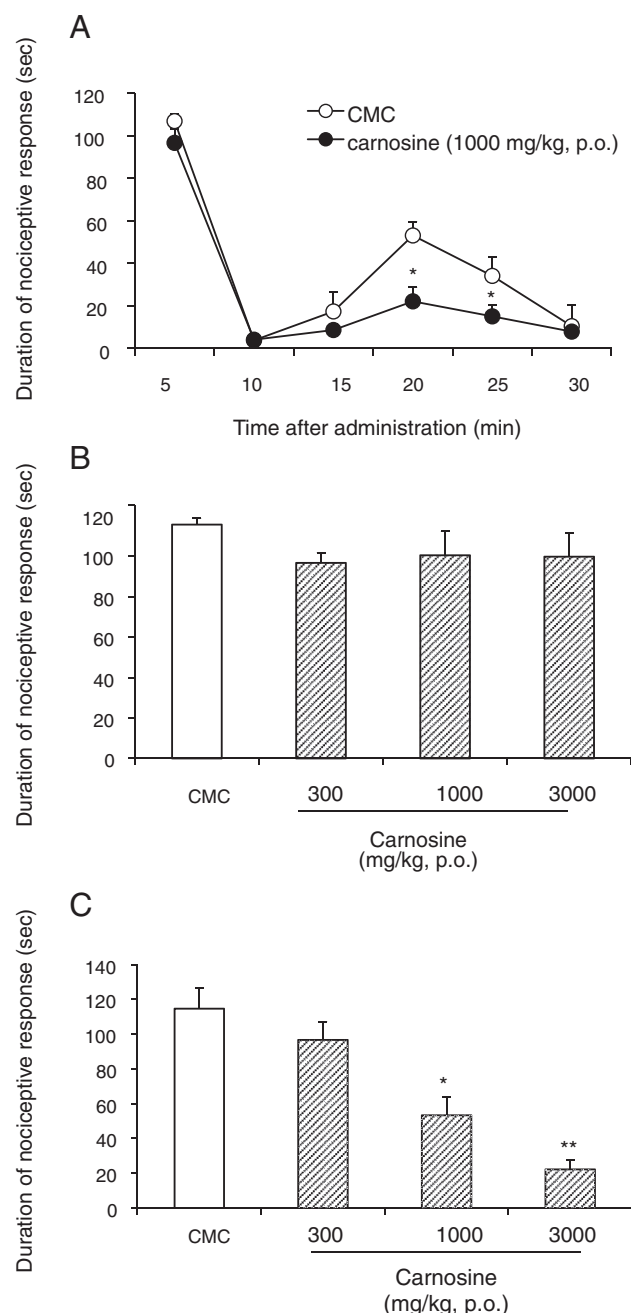 A
Duration of nociceptive response (sec)
120
100
80
60
40
20
0
CMC
carnosine (1000 mg/kg, p.o.)
*
*
5 10 15 20 25 30
Time after administration (min)
B
Duration of nociceptive response (sec)
120
100
80
60
40
20
0
CMC 300 1000 3000
Carnosine
(mg/kg, p.o.)
C
Duration of nociceptive response (sec)
140
120
100
80
60
40
20
0
*
**
CMC 300 1000 3000
Carnosine
(mg/kg, p.o.)